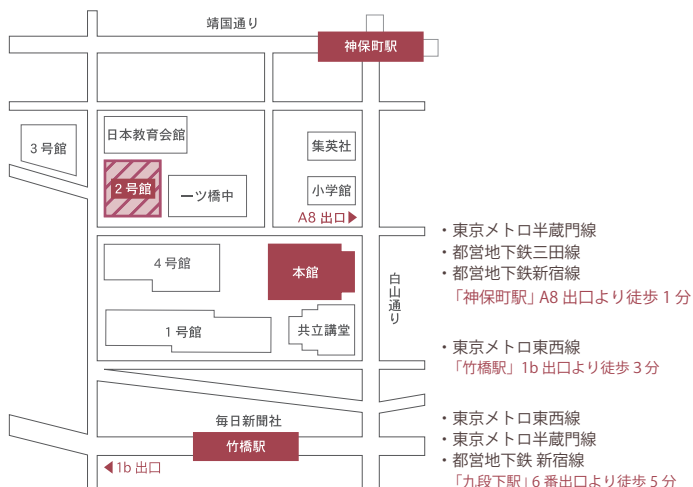 靖国通り
神保町駅
日本教育会館
3号館
集英社
2号館
一ツ橋中
小学館
A8 出口▶
4号館
本館
白山通り
1号館
共立講堂
毎日新聞社
竹橋駅
◀1b 出口
・東京メトロ半蔵門線
・都営地下鉄三田線
・都営地下鉄新宿線
「神保町駅」A8 出口より徒歩 1 分
・東京メトロ東西線
「竹橋駅」1b 出口より徒歩 3 分
・東京メトロ東西線
・東京メトロ半蔵門線
・都営地下鉄 新宿線
「九段下駅」6 番出口より徒歩 5 分